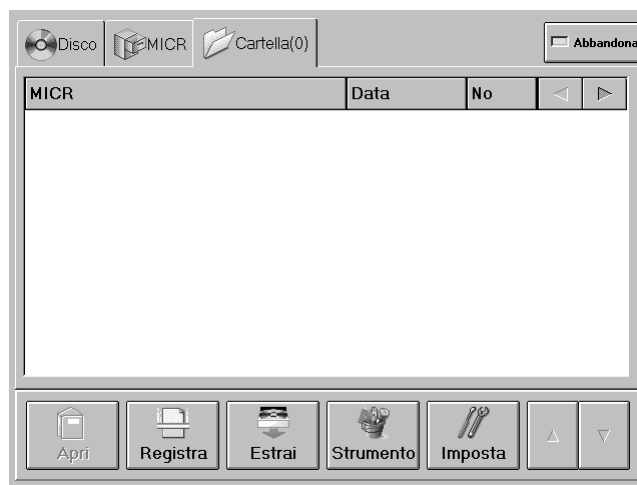 Disco MICR Cartella(0) Abbandona
MICR Data No
Apri Registra Estrai Strumento Imposta